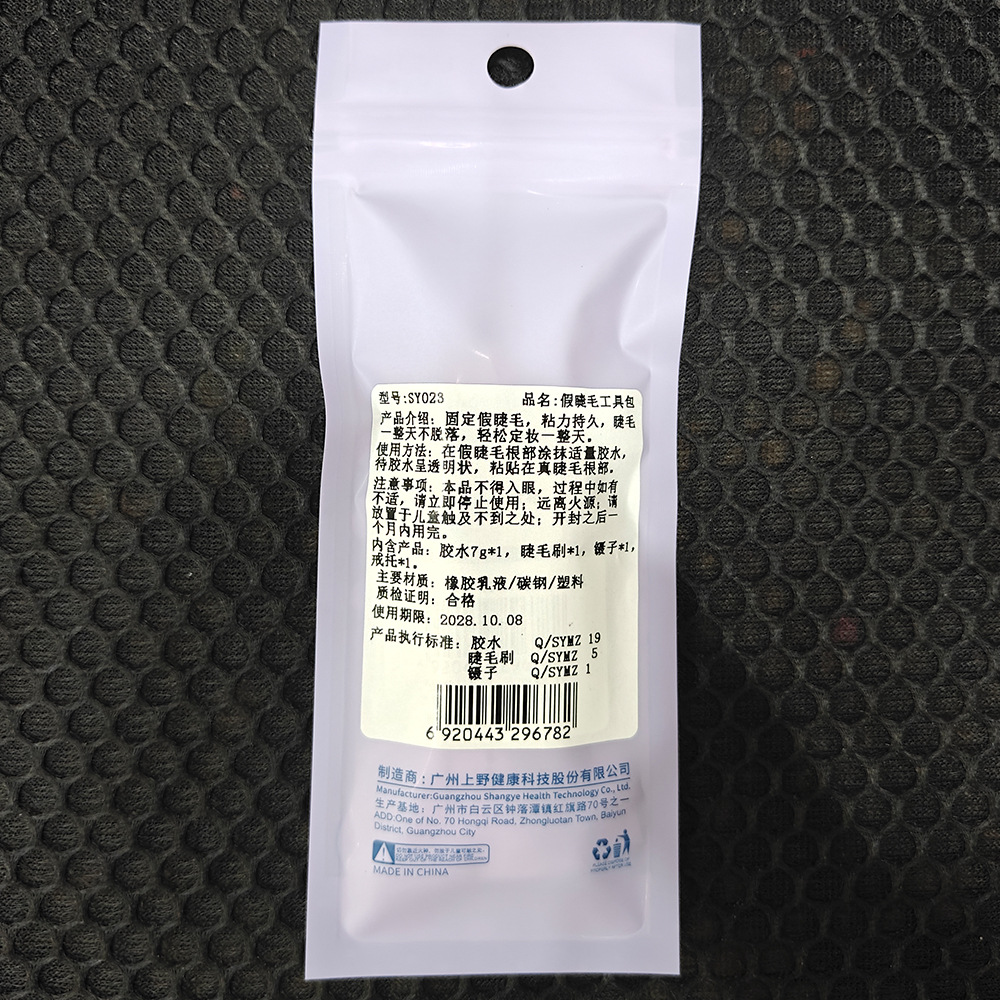 型号:SY023 品名:假睫毛工具包
产品介绍: 固定假睫毛, 粘力持久, 睫毛
一整天不脱落, 轻松定妆一整天。
使用方法: 在假睫毛根部涂抹适量胶水,
待胶水呈透明状, 粘贴在真睫毛根部。
注意事项: 本品不得入眼, 过程中如有
不适, 请立即停止使用; 远离火源; 请
放置于儿童触及不到之处; 开封之后一
个月内用完。
内含产品: 胶水7g*1, 睫毛刷*1, 镊子*1,
戒托*1。
主要材质: 橡胶乳液/碳钢/塑料
质检证明: 合格
使用期限: 2028.10.08
产品执行标准: 胶水 Q/SYMZ 19
睫毛刷 Q/SYMZ 5
镊子 Q/SYMZ 1
6 920443 296782
制造商：广州上野健康科技股份有限公司
Manufacturer:Guangzhou Shangye Health Technology Co., Ltd.
生产基地：广州市白云区钟落潭镇红旗路70号之一
ADD:One of No. 70 Hongqi Road, Zhongluotan Town, Baiyun
District, Guangzhou City
MADE IN CHINA